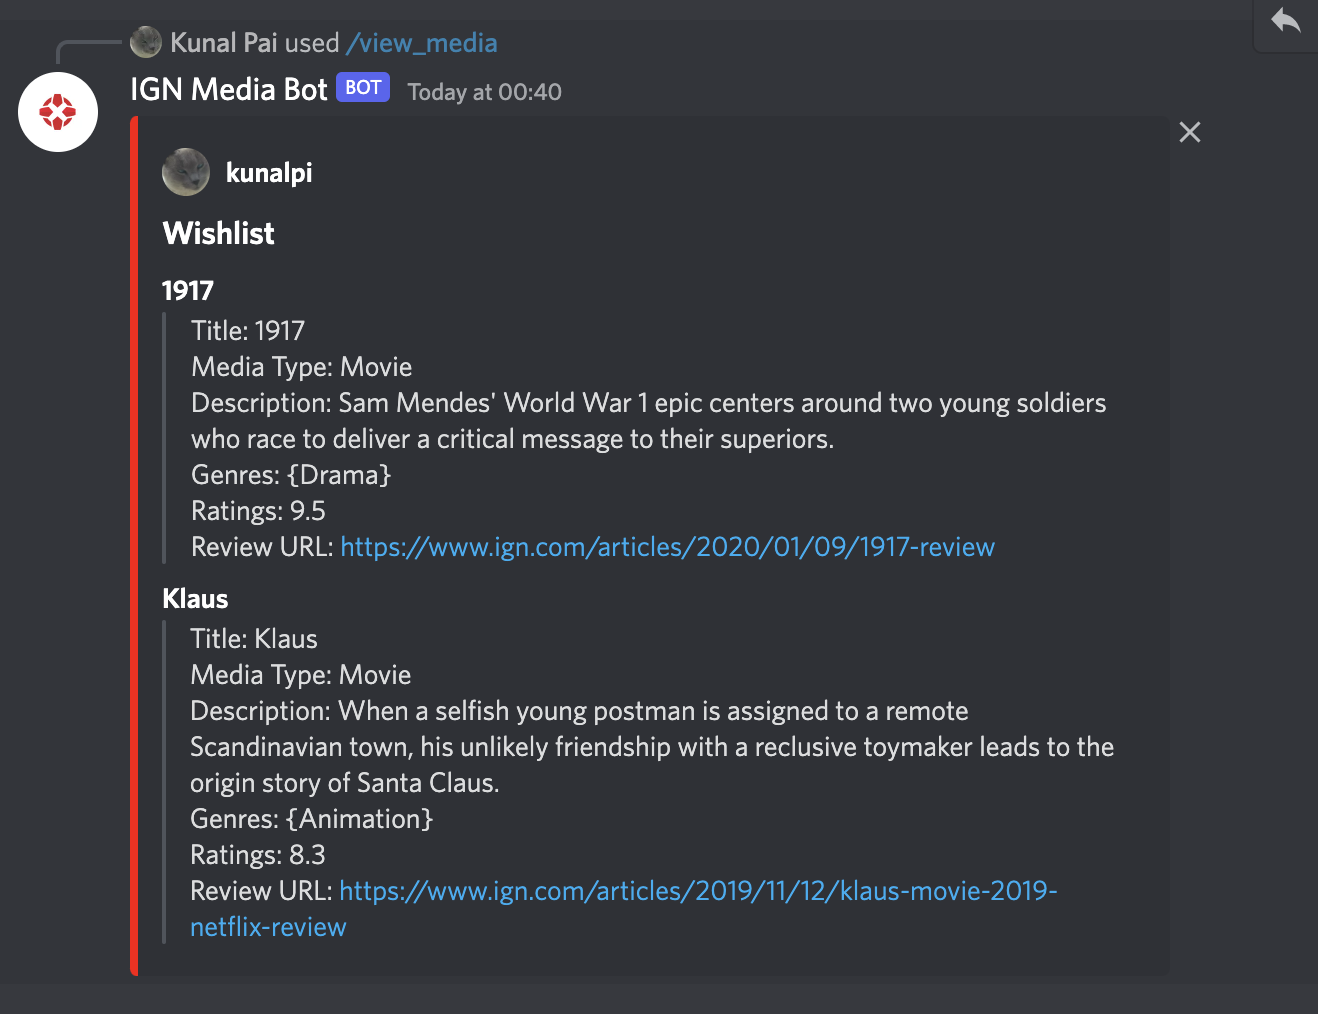 Kunal Pai used /view_media
IGN Media Bot BOT Today at 00:40
kunalpi
Wishlist
1917
Title: 1917
Media Type: Movie
Description: Sam Mendes' World War 1 epic centers around two young soldiers
who race to deliver a critical message to their superiors.
Genres: {Drama}
Ratings: 9.5
Review URL: https://www.ign.com/articles/2020/01/09/1917-review
Klaus
Title: Klaus
Media Type: Movie
Description: When a selfish young postman is assigned to a remote
Scandinavian town, his unlikely friendship with a reclusive toymaker leads to the
origin story of Santa Claus.
Genres: {Animation}
Ratings: 8.3
Review URL: https://www.ign.com/articles/2019/11/12/klaus-movie-2019-
netflix-review